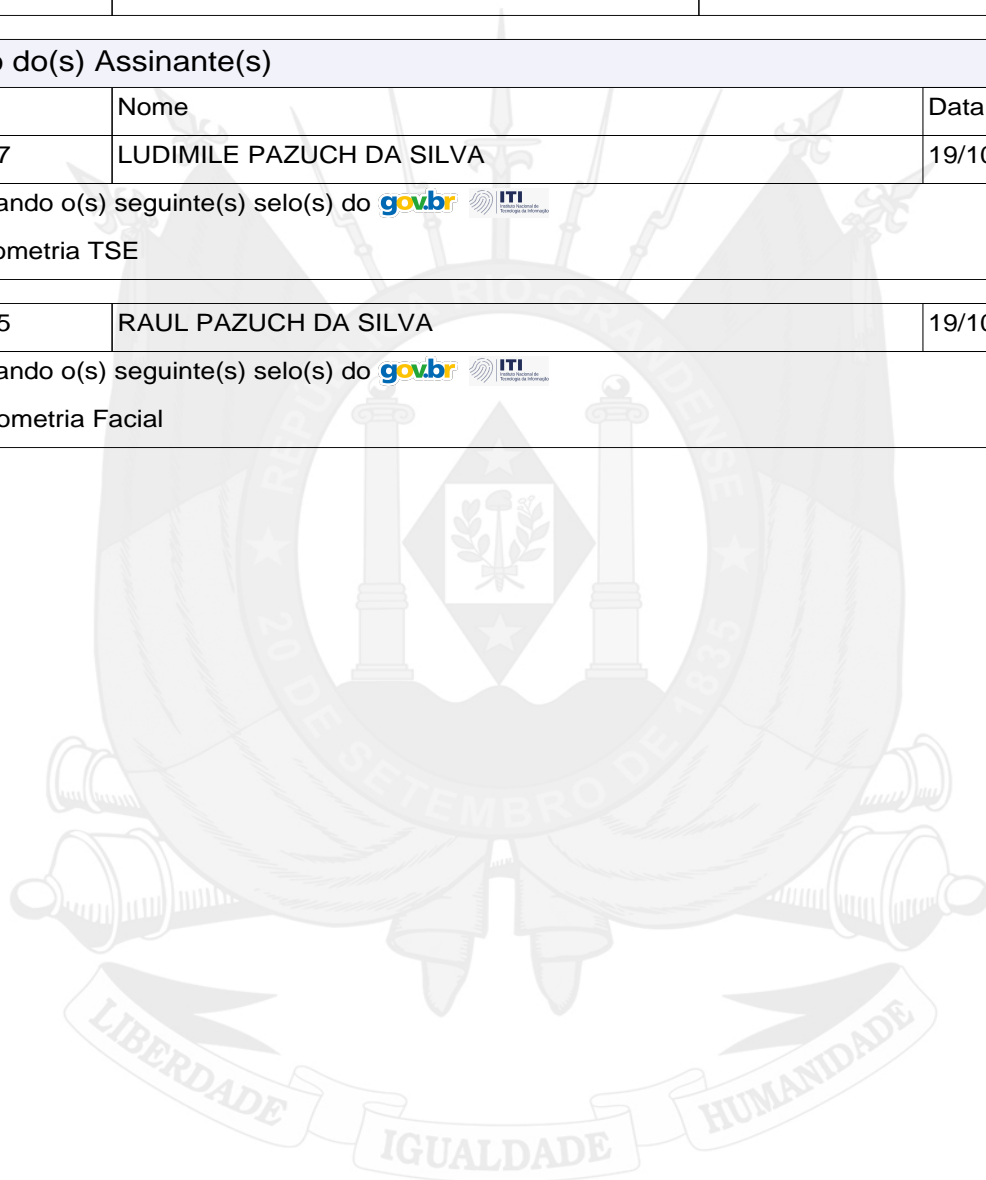 o do(s) Assinante(s)
Nome Data
7 LUDIMILE PAZUCH DA SILVA 19/10
ando o(s) seguinte(s) selo(s) do gov.br ITI
ometria TSE
5 RAUL PAZUCH DA SILVA 19/10
ando o(s) seguinte(s) selo(s) do gov.br ITI
ometria Facial
REPÚBLICA RIO-GRANDENSE
20 DE SETEMBRO DE 1835
LIBERDADE IGUALDADE HUMANIDADE